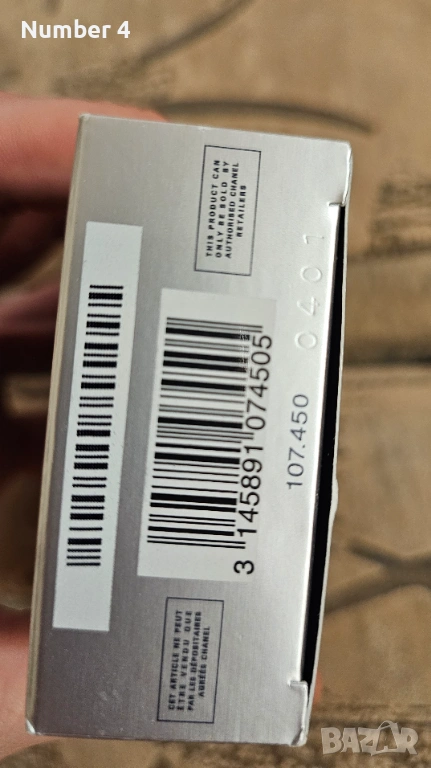 Number 4
THIS PRODUCT CAN
ONLY BE SOLD BY
AUTHORISED CHANEL
RETAILERS
3 145891 074505
107.450
0401
CET ARTICLE NE PEUT
ÊTRE VENDU QUE
PAR LES DÉPOSITAIRES
AGRÉÉS CHANEL
BAZAR